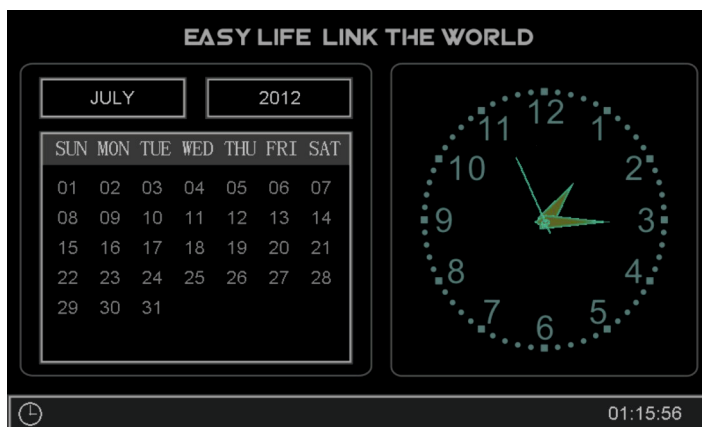 EASY LIFE LINK THE WORLD
JULY 2012
SUN MON TUE WED THU FRI SAT
01 02 03 04 05 06 07
08 09 10 11 12 13 14
15 16 17 18 19 20 21
22 23 24 25 26 27 28
29 30 31
12
11 1
10 2
9 3
8 4
7 5
6
01:15:56